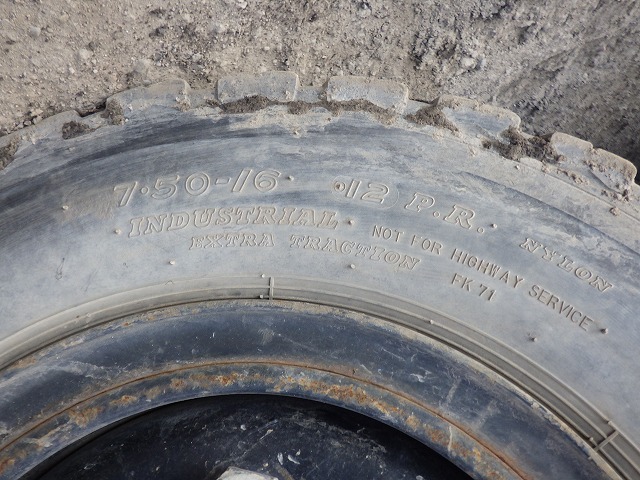 7·50-16 12 P.R. NYLON
INDUSTRIAL NOT FOR HIGHWAY SERVICE
EXTRA TRACTION FK 71